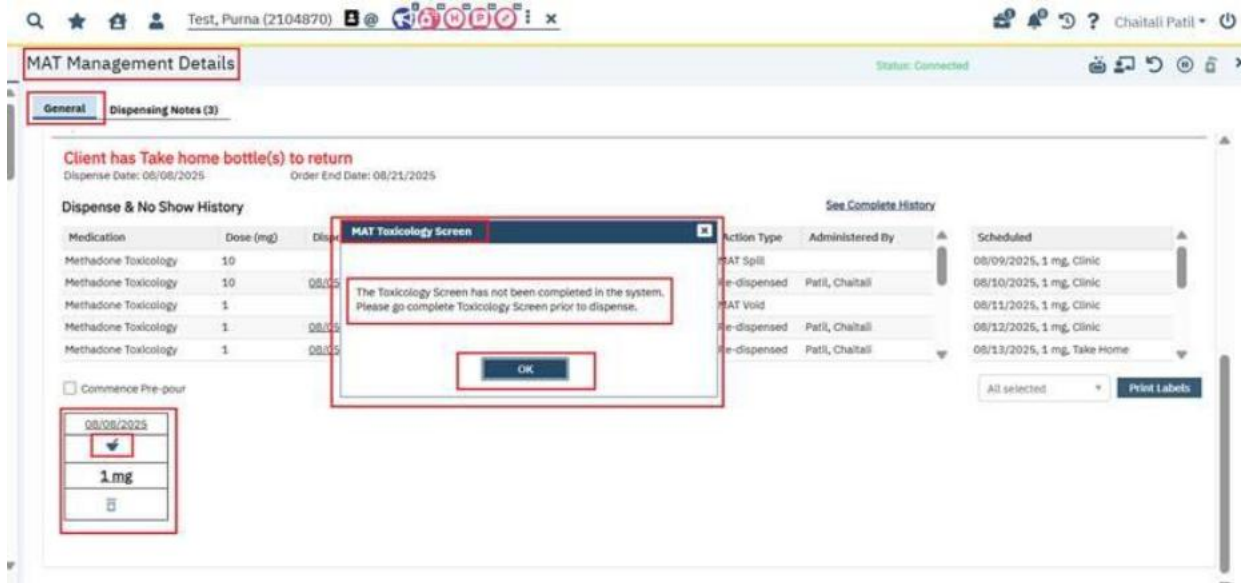 Test, Purna (2104870)
@
H
P
? Chaitali Patil
MAT Management Details
Status: Connected
General
Dispensing Notes (3)
Client has Take home bottle(s) to return
Dispense Date: 08/08/2025
Order End Date: 08/21/2025
Dispense & No Show History
See Complete History
Medication Dose (mg) Action Type Administered By
Methadone Toxicology 10 MAT Spill
Methadone Toxicology 10 Re-dispensed Patil, Chaitali
Methadone Toxicology 1 MAT Void
Methadone Toxicology 1 Re-dispensed Patil, Chaitali
Methadone Toxicology 1 Re-dispensed Patil, Chaitali
Scheduled
08/09/2025, 1 mg, Clinic
08/10/2025, 1 mg, Clinic
08/11/2025, 1 mg, Clinic
08/12/2025, 1 mg, Clinic
08/13/2025, 1 mg, Take Home
MAT Toxicology Screen
The Toxicology Screen has not been completed in the system.
Please go complete Toxicology Screen prior to dispense.
OK
Commence Pre-pour
All selected
Print Labels
08/08/2025
1 mg